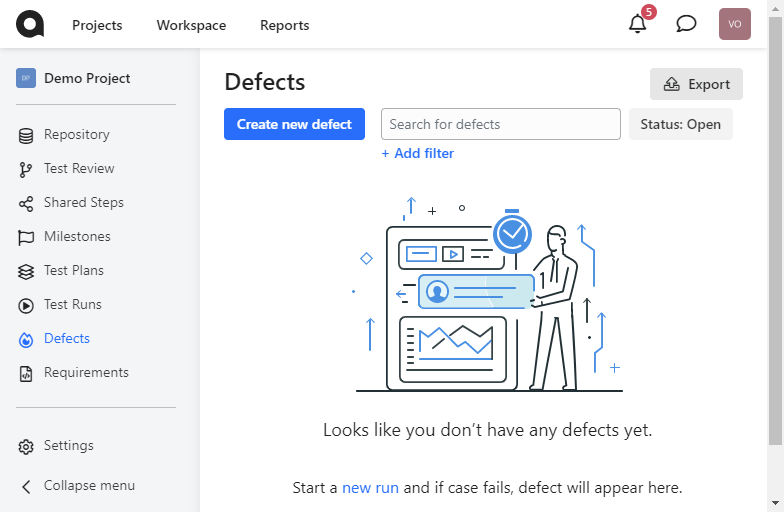 Projects
Workspace
Reports
5
VO
DP
Demo Project
Repository
Test Review
Shared Steps
Milestones
Test Plans
Test Runs
Defects
Requirements
Settings
Collapse menu
Defects
Export
Create new defect
Search for defects
Status: Open
+ Add filter
Looks like you don't have any defects yet.
Start a new run and if case fails, defect will appear here.